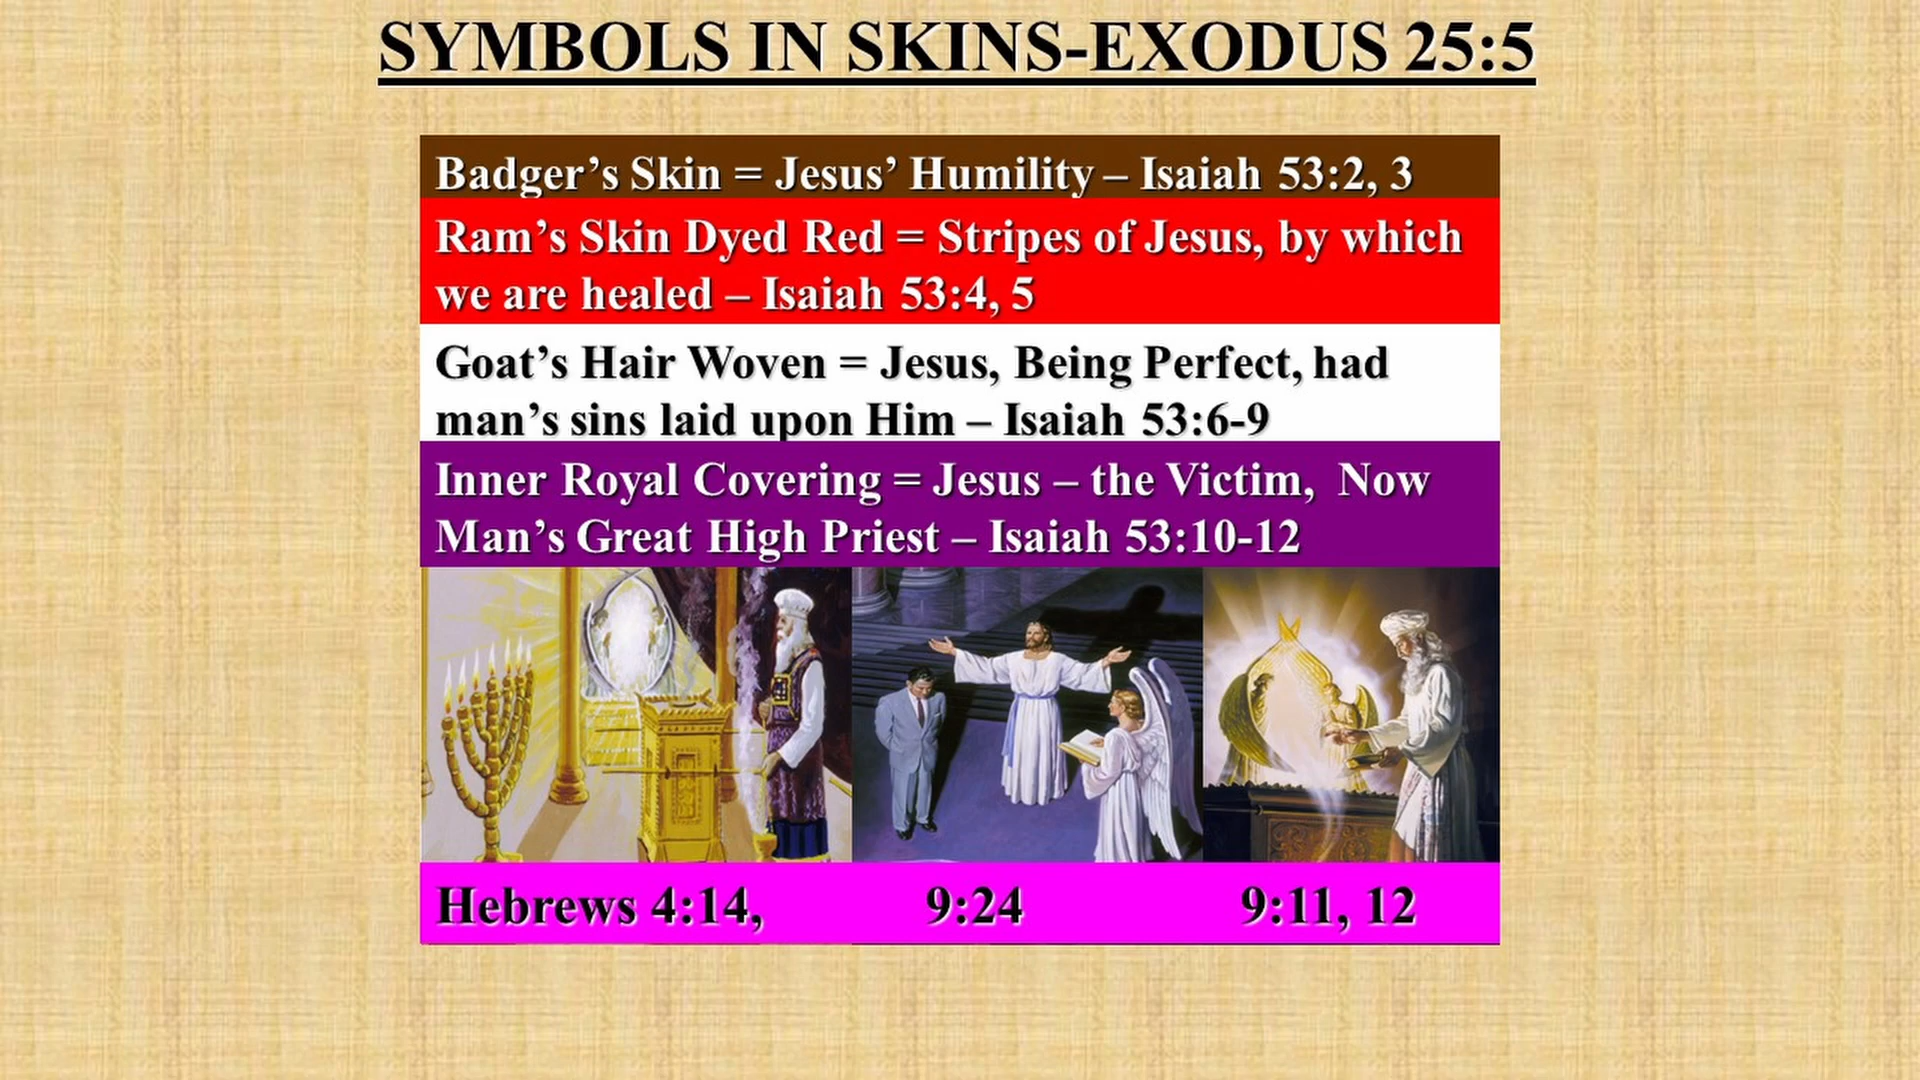 SYMBOLS IN SKINS-EXODUS 25:5
Badger’s Skin = Jesus’ Humility – Isaiah 53:2, 3
Ram’s Skin Dyed Red = Stripes of Jesus, by which
we are healed – Isaiah 53:4, 5
Goat’s Hair Woven = Jesus, Being Perfect, had
man’s sins laid upon Him – Isaiah 53:6-9
Inner Royal Covering = Jesus – the Victim, Now
Man’s Great High Priest – Isaiah 53:10-12
Hebrews 4:14, 9:24 9:11, 12